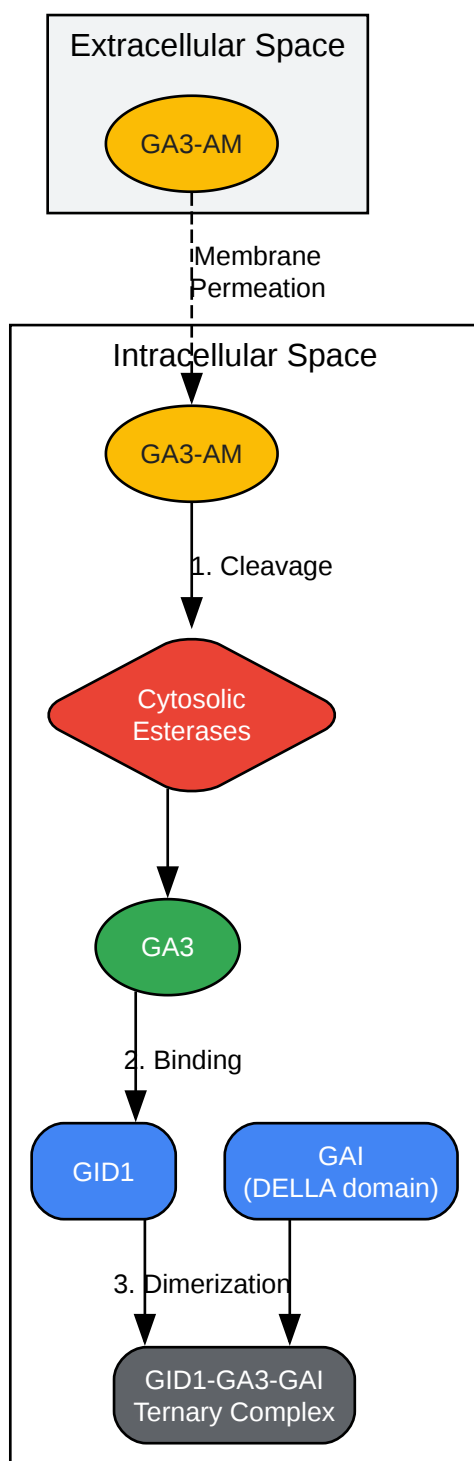 Extracellular Space
GA3-AM
Membrane
Permeation
Intracellular Space
GA3-AM
1. Cleavage
Cytosolic
Esterases
GA3
2. Binding
GID1
GAI
(DELLA domain)
3. Dimerization
GID1-GA3-GAI
Ternary Complex